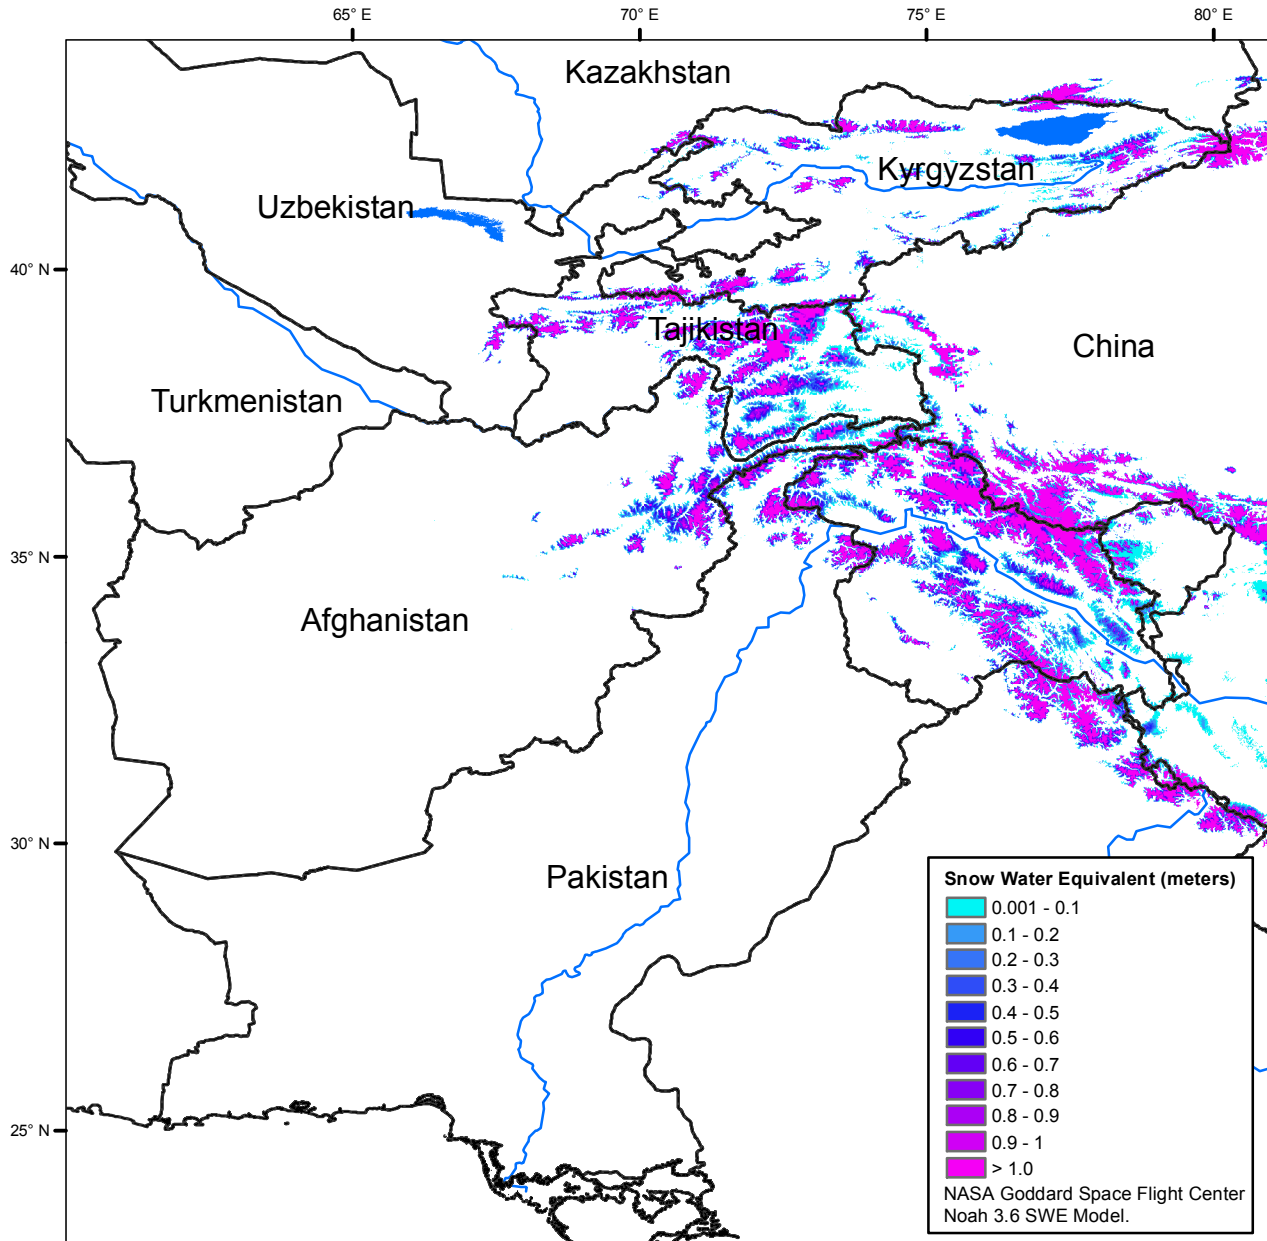 65° E
70° E
75° E
80° E
Kazakhstan
Kyrgyzstan
Uzbekistan
40° N
Tajikistan
China
Turkmenistan
35° N
Afghanistan
30° N
Pakistan
25° N
Snow Water Equivalent (meters)
0.001 - 0.1
0.1 - 0.2
0.2 - 0.3
0.3 - 0.4
0.4 - 0.5
0.5 - 0.6
0.6 - 0.7
0.7 - 0.8
0.8 - 0.9
0.9 - 1
> 1.0
NASA Goddard Space Flight Center
Noah 3.6 SWE Model.